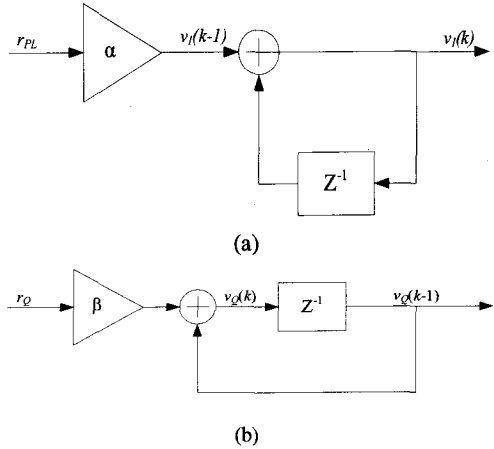 r_PL α v_I(k-1) + v_I(k)
Z^-1
(a)
r_Q β + v_Q(k) Z^-1 v_Q(k-1)
(b)